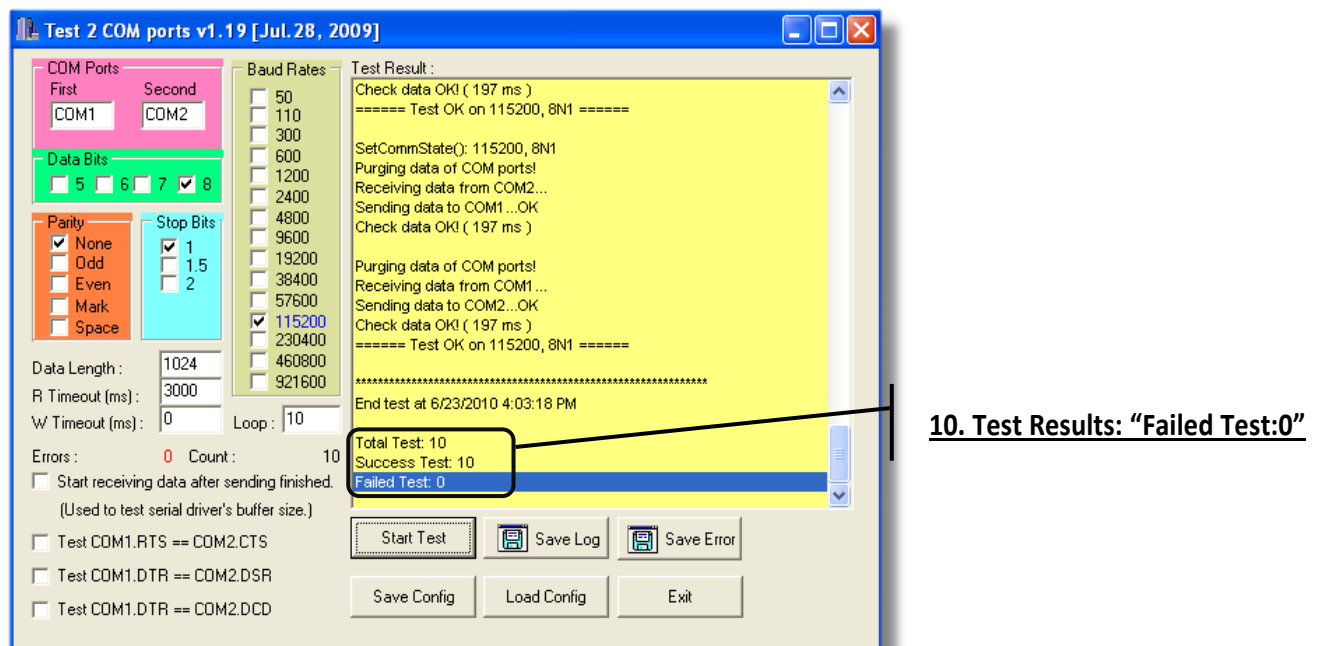 Test 2 COM ports v1.19 [Jul.28, 2009]
COM Ports
First Second
COM1 COM2
Data Bits
5 6 7 8
Parity
None
Odd
Even
Mark
Space
Stop Bits
1
1.5
2
Baud Rates
50
110
300
600
1200
2400
4800
9600
19200
38400
57600
115200
230400
460800
921600
Data Length : 1024
R Timeout (ms) : 3000
W Timeout (ms) : 0
Loop : 10
Errors : 0 Count : 10
Start receiving data after sending finished.
(Used to test serial driver's buffer size.)
Test COM1.RTS == COM2.CTS
Test COM1.DTR == COM2.DSR
Test COM1.DTR == COM2.DCD
Test Result :
Check data OK! ( 197 ms )
====== Test OK on 115200, 8N1 ======
SetCommState(): 115200, 8N1
Purging data of COM ports!
Receiving data from COM2...
Sending data to COM1...OK
Check data OK! ( 197 ms )
Purging data of COM ports!
Receiving data from COM1...
Sending data to COM2...OK
Check data OK! ( 197 ms )
====== Test OK on 115200, 8N1 ======
***************************************************************
End test at 6/23/2010 4:03:18 PM
Total Test: 10
Success Test: 10
Failed Test: 0
Start Test Save Log Save Error
Save Config Load Config Exit
10. Test Results: “Failed Test:0”